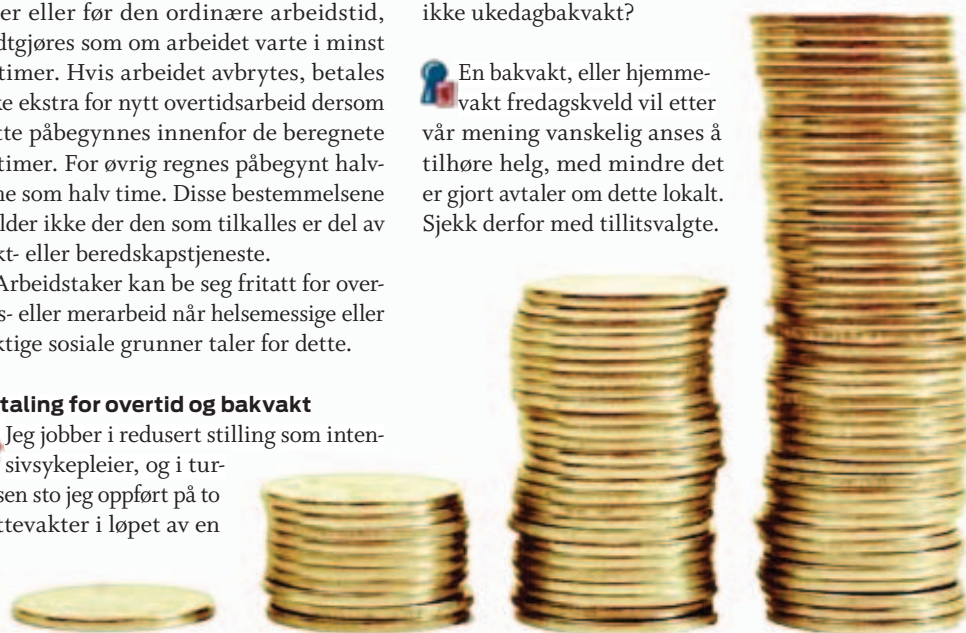 er eller før den ordinære arbeidstid,
dtgjøres som om arbeidet varte i minst
timer. Hvis arbeidet avbrytes, betales
ke ekstra for nytt overtidsarbeid dersom
tte påbegynnes innenfor de beregnete
timer. For øvrig regnes påbegynt halv-
me som halv time. Disse bestemmelsene
lder ikke der den som tilkalles er del av
kt- eller beredskapstjeneste.
Arbeidstaker kan be seg fritatt for over-
s- eller merarbeid når helsemessige eller
ktige sosiale grunner taler for dette.
taling for overtid og bakvakt
Jeg jobber i redusert stilling som inten-
sivsykepleier, og i tur-
sen sto jeg oppført på to
ttevakter i løpet av en
ikke ukedagbakvakt?
En bakvakt, eller hjemme-
vakt fredagskveld vil etter
vår mening vanskelig anses å
tilhøre helg, med mindre det
er gjort avtaler om dette lokalt.
Sjekk derfor med tillitsvalgte.